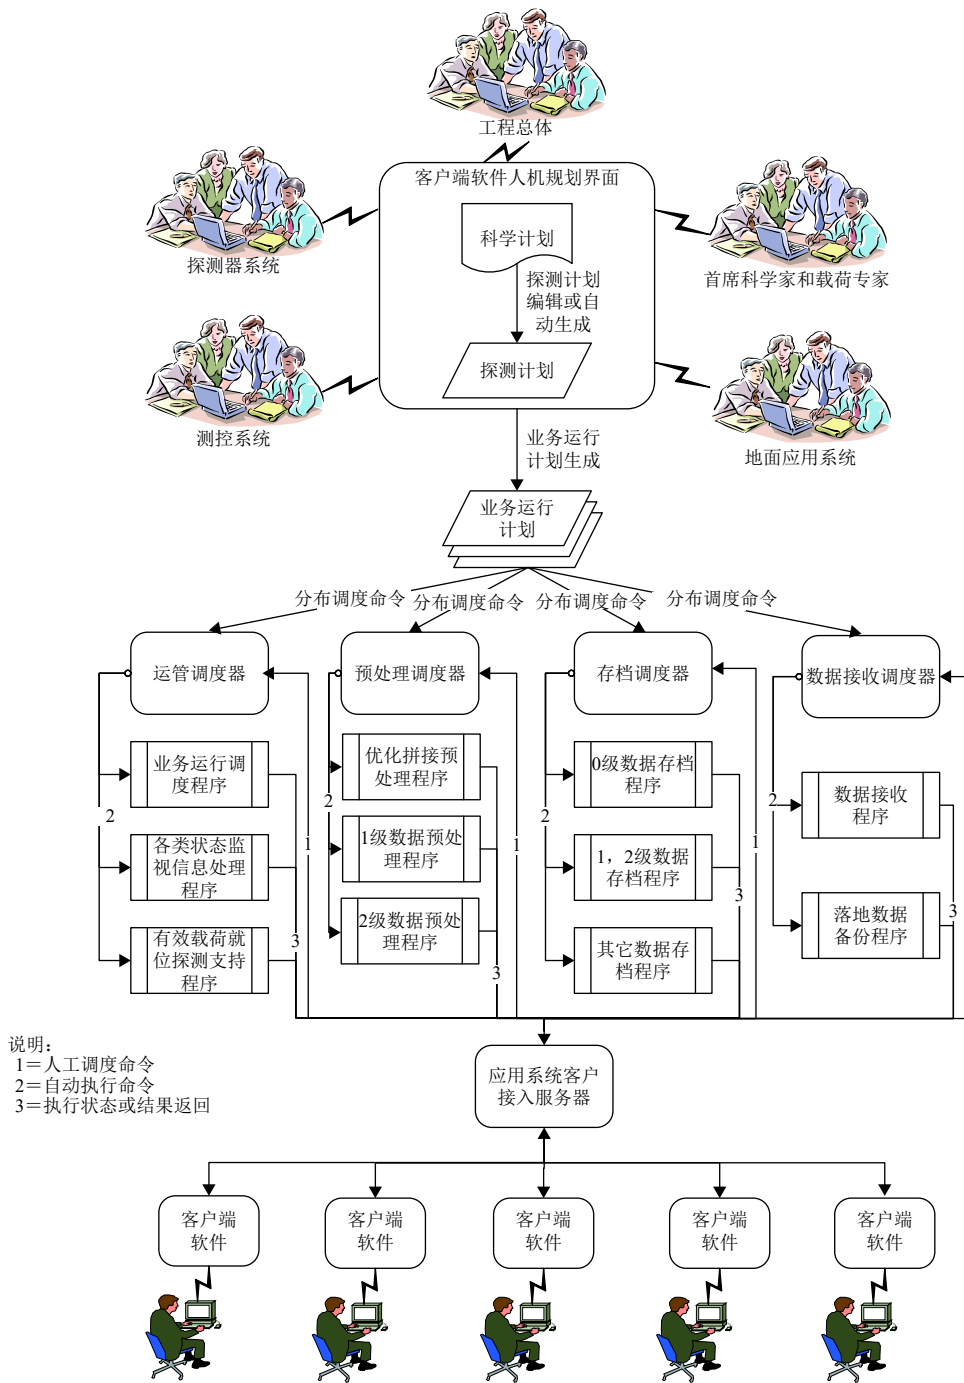 工程总体
客户端软件人机规划界面
科学计划
探测计划
编辑或自
动生成
探测计划
探测器系统
首席科学家和载荷专家
测控系统
地面应用系统
业务运行
计划生成
业务运行
计划
分布调度命令
分布调度命令
分布调度命令
分布调度命令
运管调度器
预处理调度器
存档调度器
数据接收调度器
业务运行调
度程序
优化拼接预
处理程序
0级数据存档
程序
数据接收
程序
2
2
2
2
各类状态监
视信息处理
程序
1级数据预处
理程序
1，2级数据
存档程序
1
1
1
有效载荷就
位探测支持
程序
2级数据预处
理程序
其它数据存
档程序
落地数据
备份程序
3
3
3
3
说明：
1＝人工调度命令
2＝自动执行命令
3＝执行状态或结果返回
应用系统客户
接入服务器
客户端
软件
客户端
软件
客户端
软件
客户端
软件
客户端
软件